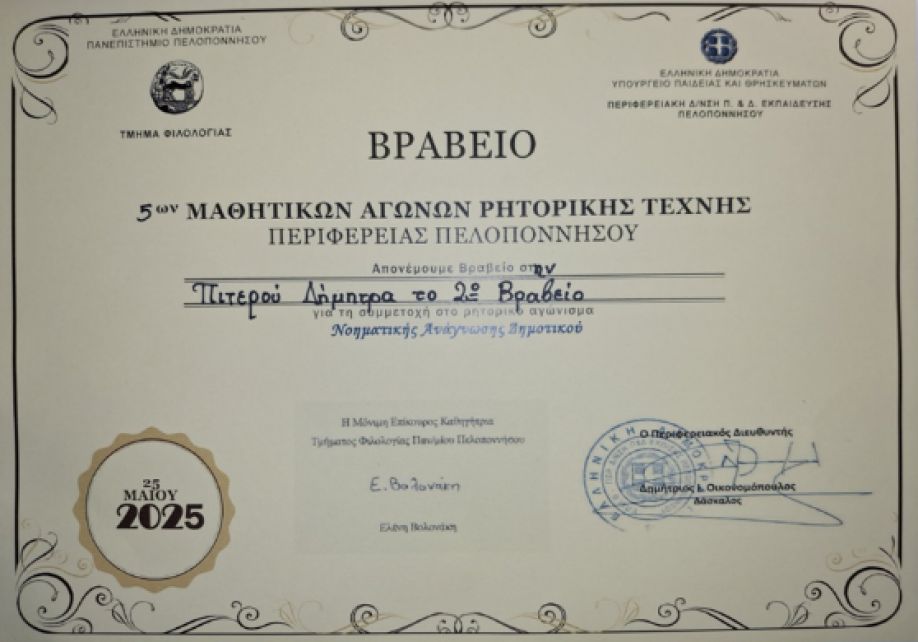 ΕΛΛΗΝΙΚΗ ΔΗΜΟΚΡΑΤΙΑ
ΠΑΝΕΠΙΣΤΗΜΙΟ ΠΕΛΟΠΟΝΝΗΣΟΥ
ΤΜΗΜΑ ΦΙΛΟΛΟΓΙΑΣ
ΕΛΛΗΝΙΚΗ ΔΗΜΟΚΡΑΤΙΑ
ΥΠΟΥΡΓΕΙΟ ΠΑΙΔΕΙΑΣ ΚΑΙ ΘΡΗΣΚΕΥΜΑΤΩΝ
ΠΕΡΙΦΕΡΕΙΑΚΗ Δ/ΝΣΗ Π. & Δ. ΕΚΠΑΙΔΕΥΣΗΣ
ΠΕΛΟΠΟΝΝΗΣΟΥ
ΒΡΑΒΕΙΟ
5ων ΜΑΘΗΤΙΚΩΝ ΑΓΩΝΩΝ ΡΗΤΟΡΙΚΗΣ ΤΕΧΝΗΣ
ΠΕΡΙΦΕΡΕΙΑΣ ΠΕΛΟΠΟΝΝΗΣΟΥ
Απονέμουμε Βραβείο στην
Πιτερού Δήμητρα το 2ο Βραβείο
για τη συμμετοχή στο ρητορικό αγώνισμα
Νοηματικής Ανάγνωσης Δημοτικού
Η Μόνιμη Επίκουρος Καθηγήτρια
Τμήματος Φιλολογίας Παν/μίου Πελοποννήσου
Ε. Βολονάκη
Ελένη Βολονάκη
Ο Περιφερειακός Διευθυντής
Δημήτριος Ι. Οικονομόπουλος
Δάσκαλος
25
ΜΑΪΟΥ
2025